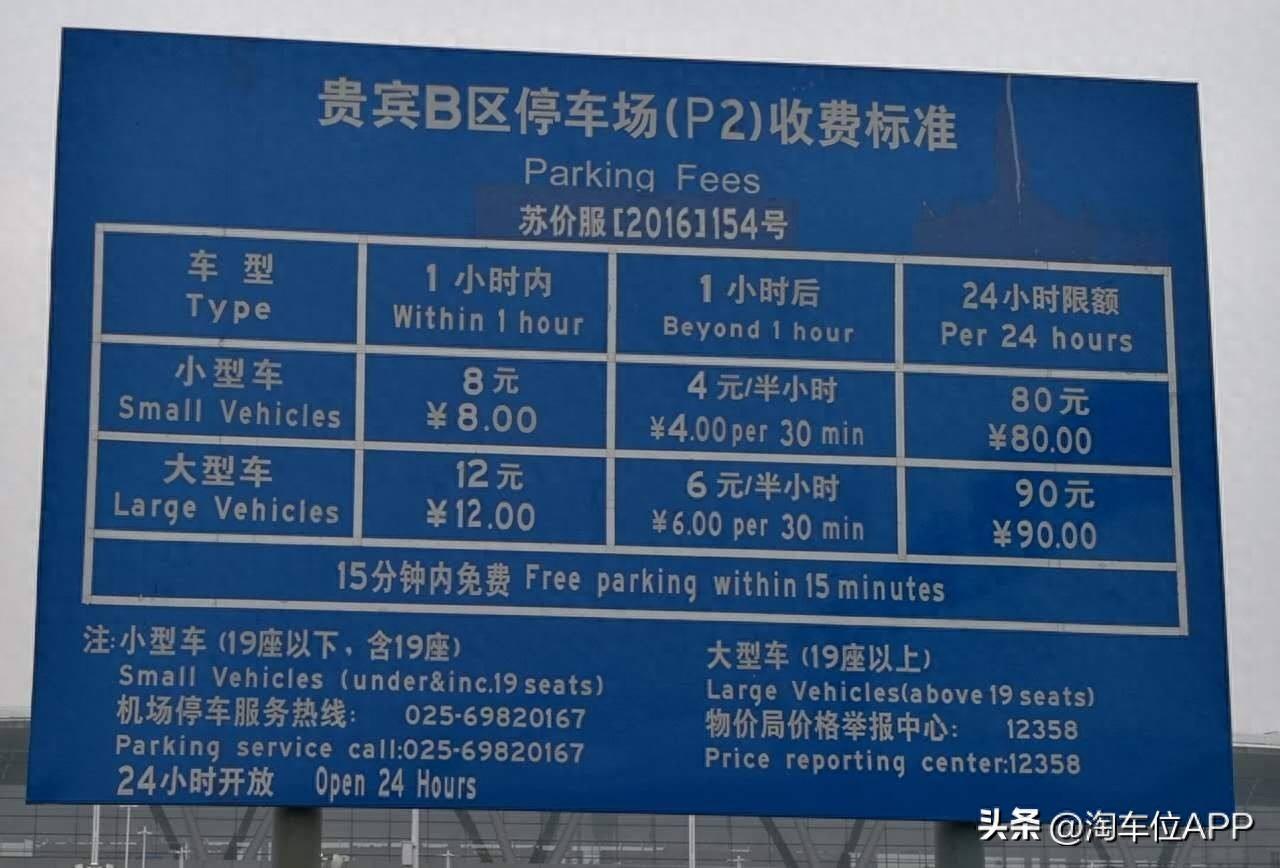 贵宾B区停车场(P2)收费标准
Parking Fees
苏价服[2016]154号
车 型 1 小时内 1 小时后 24小时限额
Type Within 1 hour Beyond 1 hour Per 24 hours
小型车 8 元 4 元/半小时 80 元
Small Vehicles ¥8.00 ¥4.00 per 30 min ¥80.00
大型车 12 元 6 元/半小时 90 元
Large Vehicles ¥12.00 ¥6.00 per 30 min ¥90.00
15分钟内免费 Free parking within 15 minutes
注:小型车 (19座以下，含19座) 大型车 (19座以上)
Small Vehicles (under&inc.19 seats) Large Vehicles(above 19 seats)
机场停车服务热线: 025-69820167 物价局价格举报中心: 12358
Parking service call:025-69820167 Price reporting center:12358
24小时开放 Open 24 Hours
头条 @淘车位APP